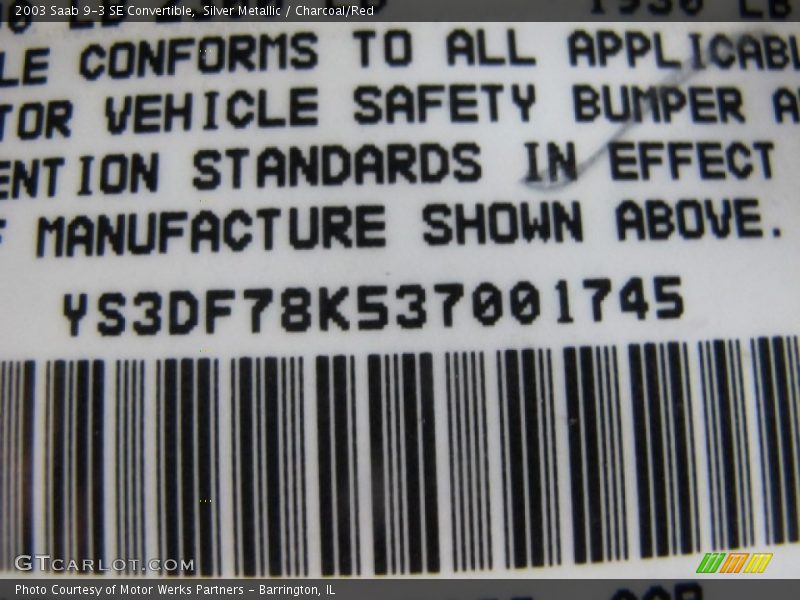 2003 Saab 9-3 SE Convertible, Silver Metallic / Charcoal/Red
LE CONFORMS TO ALL APPLICABL
TOR VEHICLE SAFETY BUMPER A
ENTION STANDARDS IN EFFECT
F MANUFACTURE SHOWN ABOVE.
YS3DF78K537001745
GTCARLOT.COM
Photo Courtesy of Motor Werks Partners - Barrington, IL